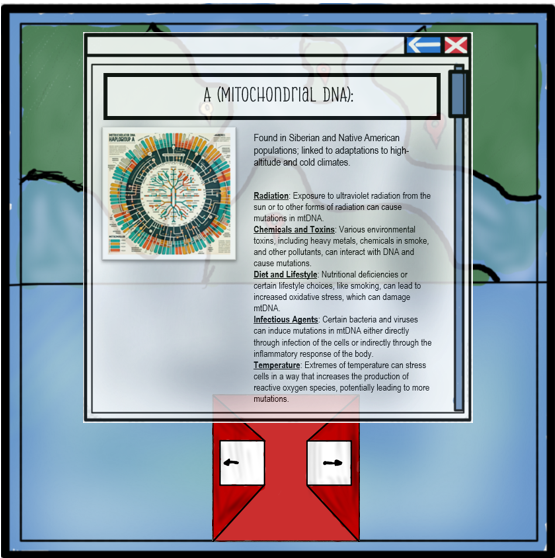 A (MITOCHONDRIAL DNA):
Found in Siberian and Native American
populations; linked to adaptations to high-
altitude and cold climates.
Radiation: Exposure to ultraviolet radiation from the
sun or to other forms of radiation can cause
mutations in mtDNA.
Chemicals and Toxins: Various environmental
toxins, including heavy metals, chemicals in smoke,
and other pollutants, can interact with DNA and
cause mutations.
Diet and Lifestyle: Nutritional deficiencies or
certain lifestyle choices, like smoking, can lead to
increased oxidative stress, which can damage
mtDNA.
Infectious Agents: Certain bacteria and viruses
can induce mutations in mtDNA either directly
through infection of the cells or indirectly through the
inflammatory response of the body.
Temperature: Extremes of temperature can stress
cells in a way that increases the production of
reactive oxygen species, potentially leading to more
mutations.